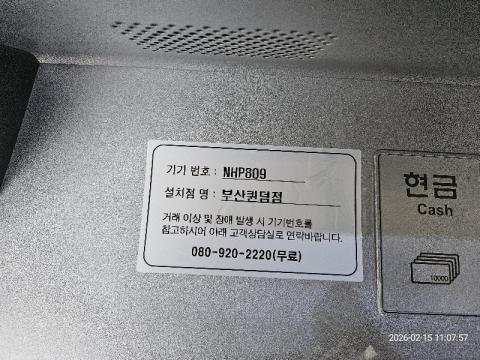 기기 번호 : NHP809
설치점 명 : 부산퀸덤점
거래 이상 및 장애 발생 시 기기번호를
참고하시어 아래 고객상담실로 연락바랍니다.
080-920-2220(무료)
현금
Cash
10000
2026-02-15 11:07:57